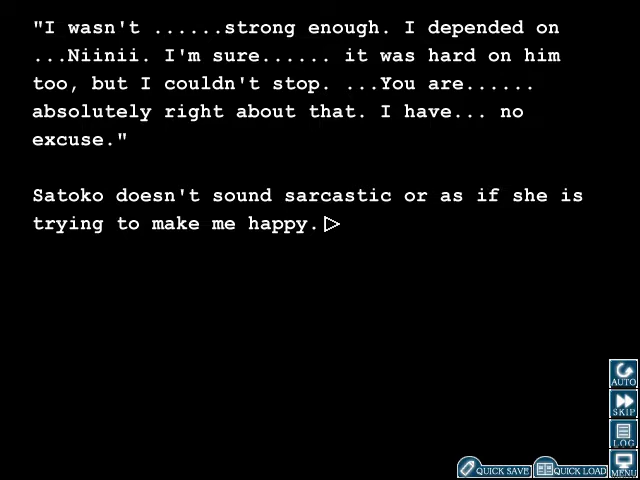 "I wasn't ......strong enough. I depended on
...Niinii. I'm sure...... it was hard on him
too, but I couldn't stop. ...You are......
absolutely right about that. I have... no
excuse."
Satoko doesn't sound sarcastic or as if she is
trying to make me happy.
AUTO
SKIP
LOG
QUICK SAVE QUICK LOAD MENU